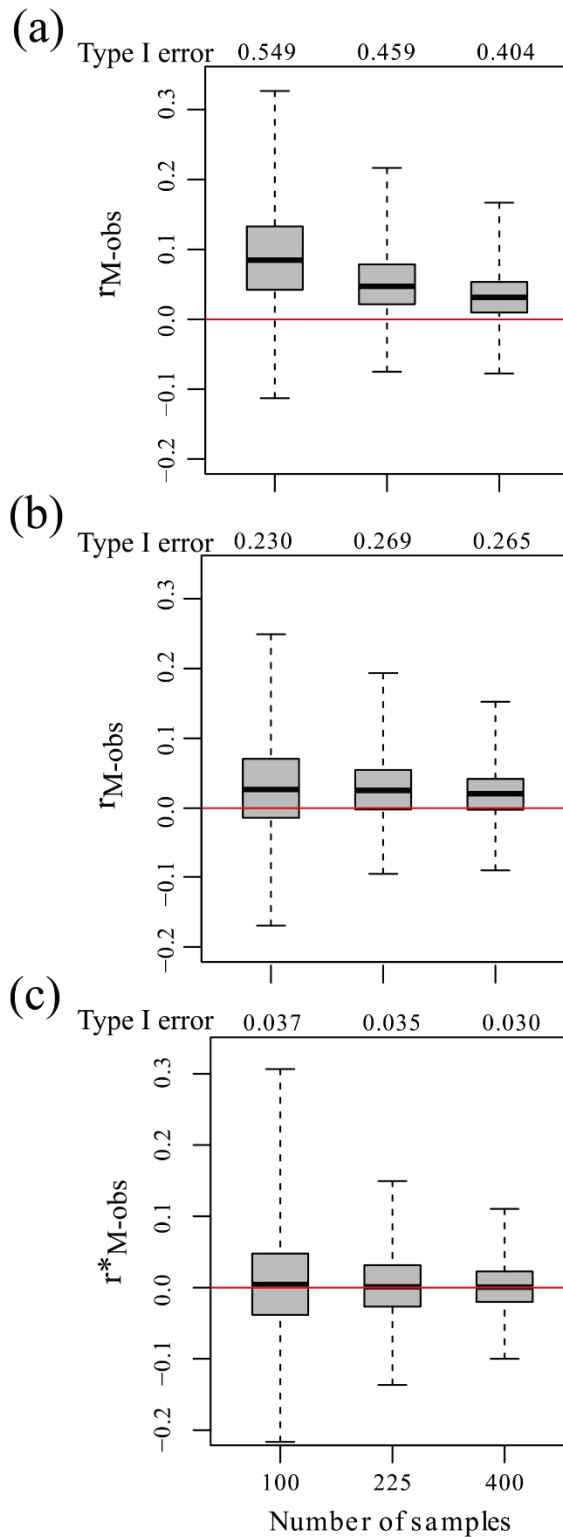 (a)
Type I error 0.549 0.459 0.404
0.3
0.2
0.1
0.0
−0.1
−0.2
rM-obs
(b)
Type I error 0.230 0.269 0.265
0.3
0.2
0.1
0.0
−0.1
−0.2
rM-obs
(c)
Type I error 0.037 0.035 0.030
0.3
0.2
0.1
0.0
−0.1
−0.2
r*M-obs
100 225 400
Number of samples